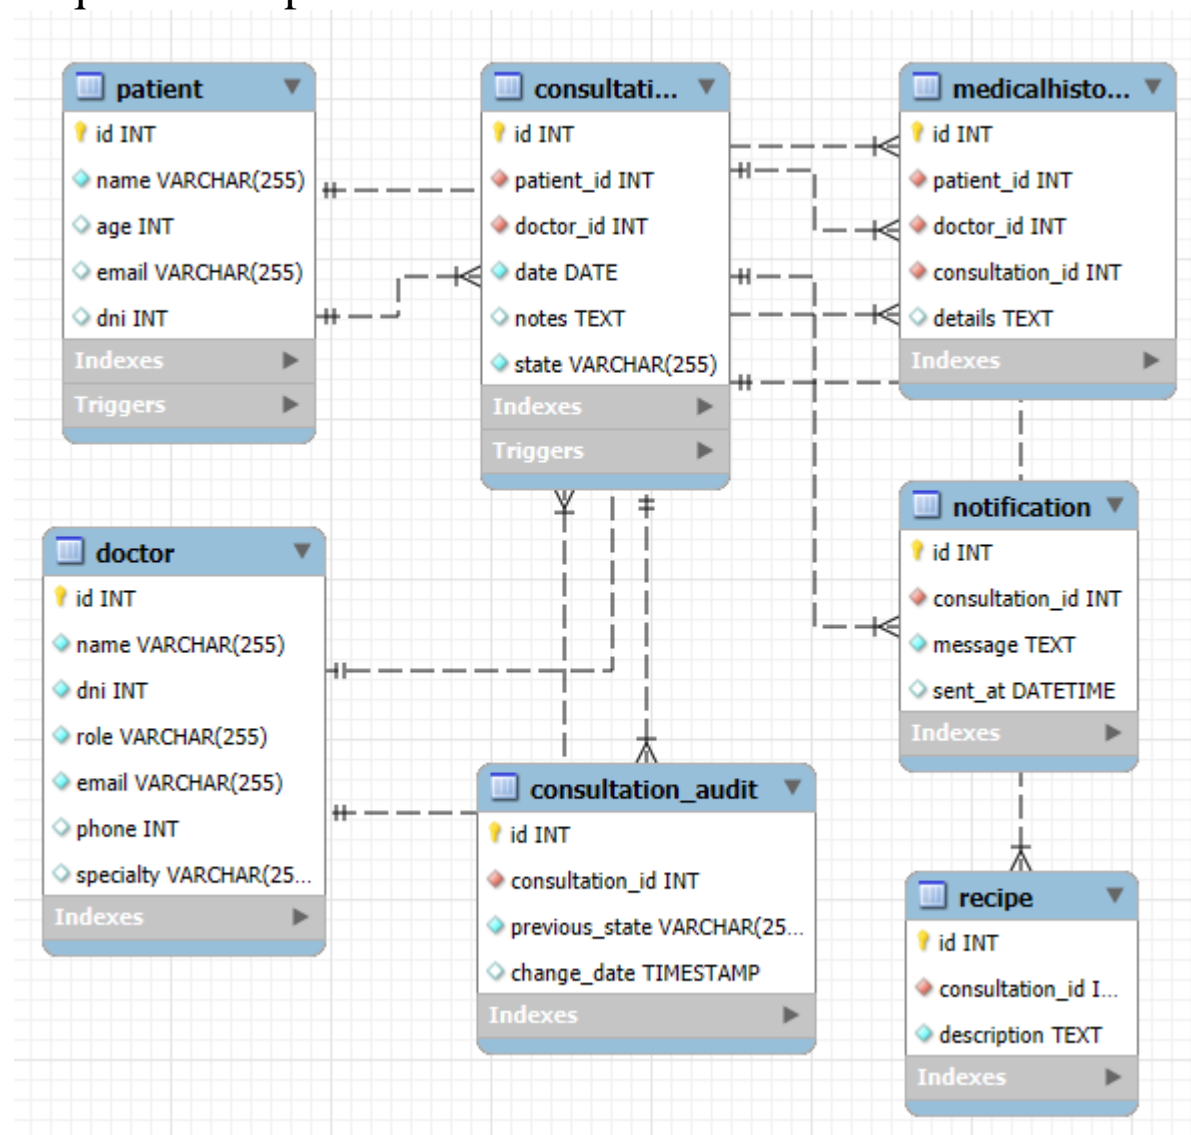 patient
id INT
name VARCHAR(255)
age INT
email VARCHAR(255)
dni INT
Indexes
Triggers
consultati...
id INT
patient_id INT
doctor_id INT
date DATE
notes TEXT
state VARCHAR(255)
Indexes
Triggers
medicalhisto...
id INT
patient_id INT
doctor_id INT
consultation_id INT
details TEXT
Indexes
doctor
id INT
name VARCHAR(255)
dni INT
role VARCHAR(255)
email VARCHAR(255)
phone INT
specialty VARCHAR(25...
Indexes
consultation_audit
id INT
consultation_id INT
previous_state VARCHAR(25...
change_date TIMESTAMP
Indexes
notification
id INT
consultation_id INT
message TEXT
sent_at DATETIME
Indexes
recipe
id INT
consultation_id I...
description TEXT
Indexes